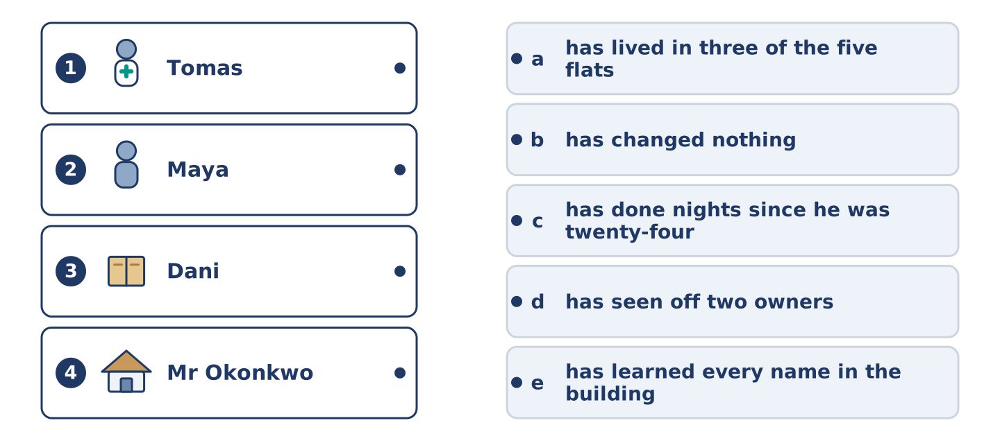 1 Tomas
2 Maya
3 Dani
4 Mr Okonkwo
a has lived in three of the five
flats
b has changed nothing
c has done nights since he was
twenty-four
d has seen off two owners
e has learned every name in the
building